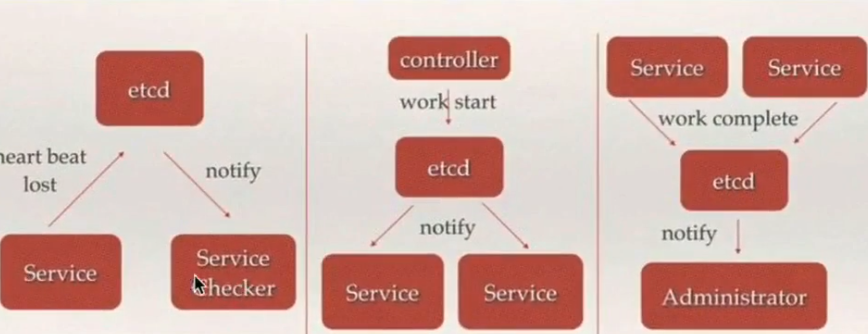 etcd
heart beat
lost
notify
Service
Service
Checker
controller
work start
etcd
notify
Service
Service
Service
Service
work complete
etcd
notify
Administrator